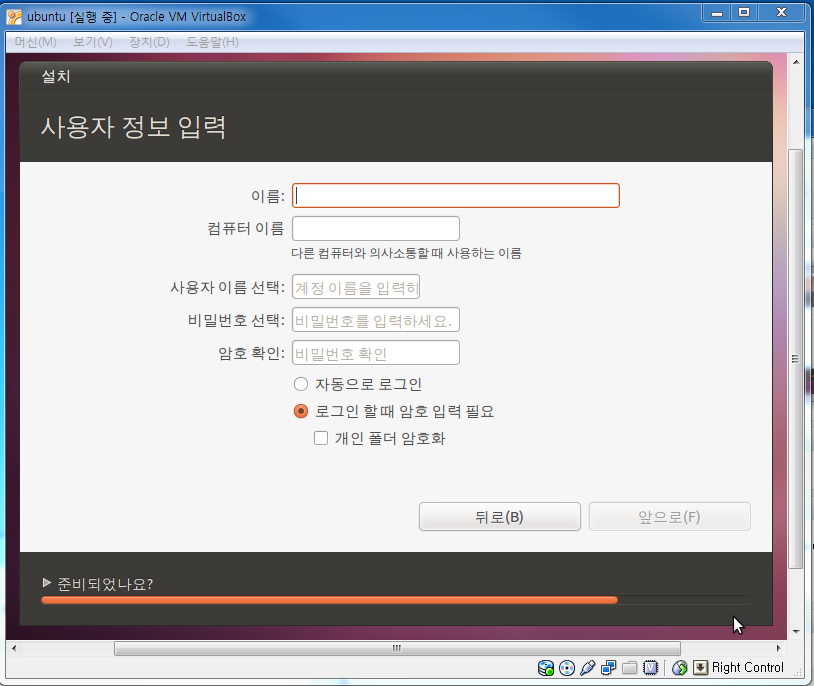 ubuntu [실행 중] - Oracle VM VirtualBox
머신(M) 보기(V) 장치(D) 도움말(H)
설치
사용자 정보 입력
이름:
컴퓨터 이름
다른 컴퓨터와 의사소통할 때 사용하는 이름
사용자 이름 선택: 계정 이름을 입력하
비밀번호 선택: 비밀번호를 입력하세요.
암호 확인: 비밀번호 확인
자동으로 로그인
로그인 할 때 암호 입력 필요
개인 폴더 암호화
뒤로(B) 앞으로(F)
준비되었나요?
Right Control